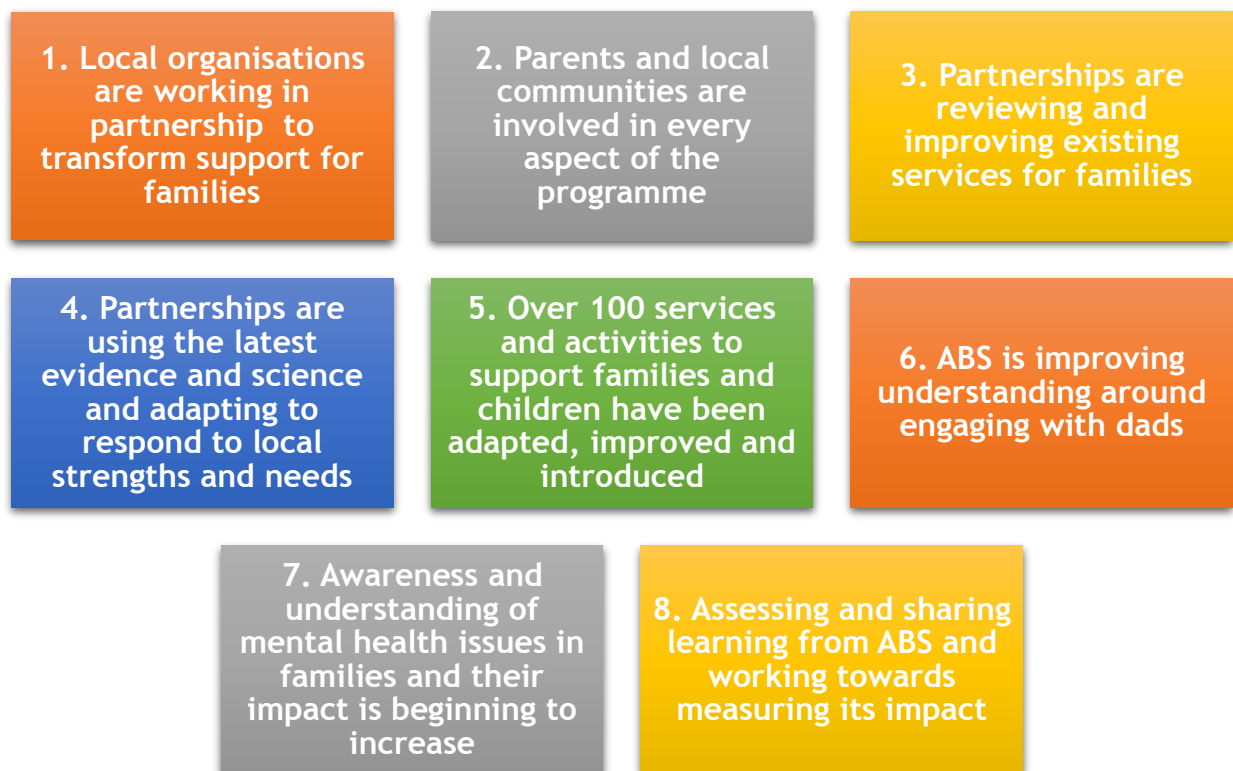 1. Local organisations
are working in
partnership to
transform support for
families
2. Parents and local
communities are
involved in every
aspect of the
programme
3. Partnerships are
reviewing and
improving existing
services for families
4. Partnerships are
using the latest
evidence and science
and adapting to
respond to local
strengths and needs
5. Over 100 services
and activities to
support families and
children have been
adapted, improved and
introduced
6. ABS is improving
understanding around
engaging with dads
7. Awareness and
understanding of
mental health issues in
families and their
impact is beginning to
increase
8. Assessing and sharing
learning from ABS and
working towards
measuring its impact